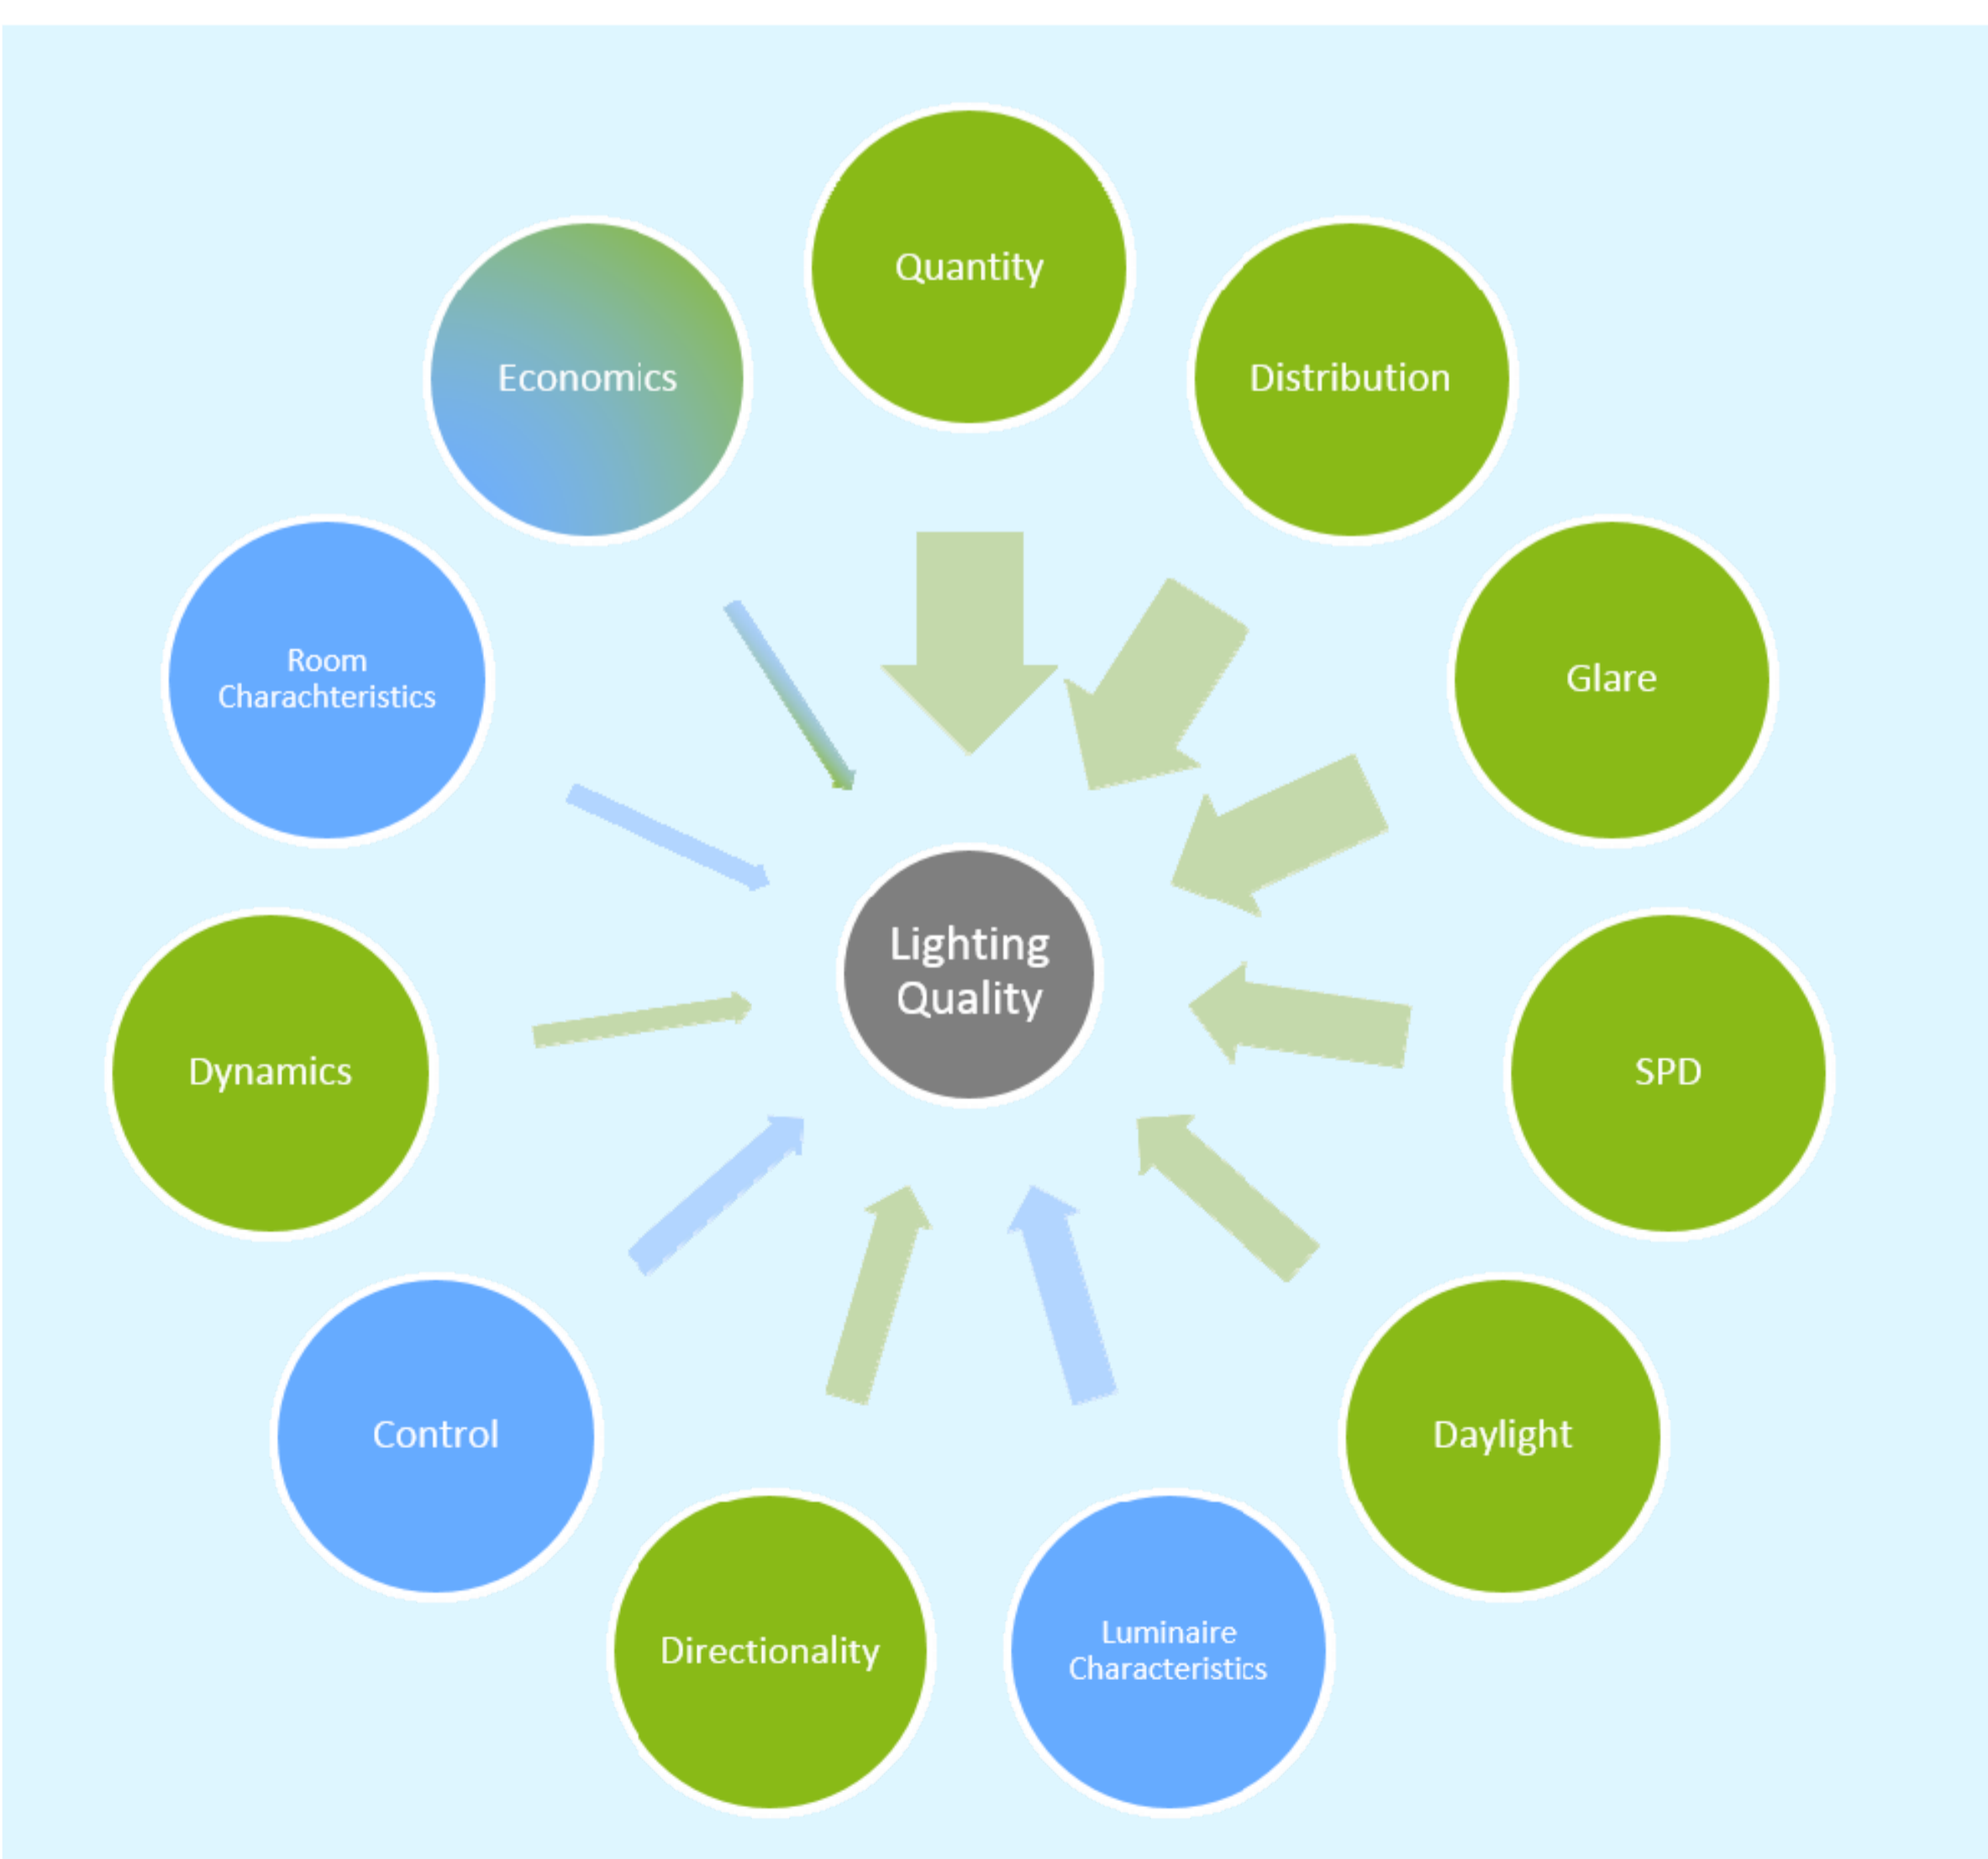 Quantity
Distribution
Glare
SPD
Daylight
Luminaire
Characteristics
Directionality
Control
Dynamics
Room
Charachteristics
Economics
Lighting
Quality